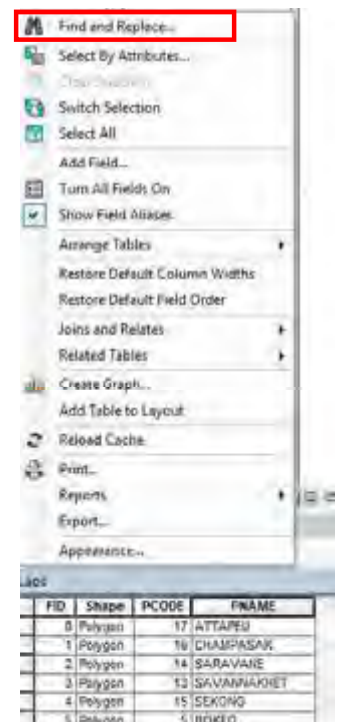 Find and Replace...
Select By Attributes...
Clear Selection
Switch Selection
Select All
Add Field...
Turn All Fields On
Show Field Aliases
Arrange Tables
Restore Default Column Widths
Restore Default Field Order
Joins and Relates
Related Tables
Create Graph...
Add Table to Layout
Reload Cache
Print...
Reports
Export...
Appearance...
Laos
FID Shape PCODE PNAME
0 Polygon 17 ATTAPEU
1 Polygon 16 CHAMPASAK
2 Polygon 14 SARAVANE
3 Polygon 13 SAVANNAKHET
4 Polygon 15 SEKONG
5 Polygon 5 BOKEO